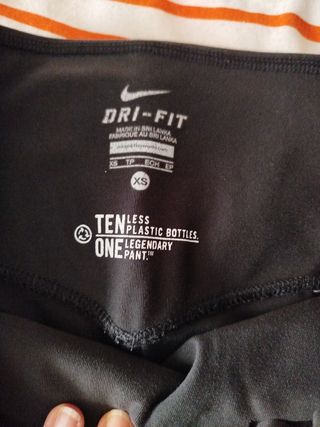 DRI-FIT
MADE IN SRI LANKA
FABRIQUÉ AU SRI LANKA
XS TP ECH EP
XS
TEN LESS
PLASTIC BOTTLES.
ONE LEGENDARY
PANT.™